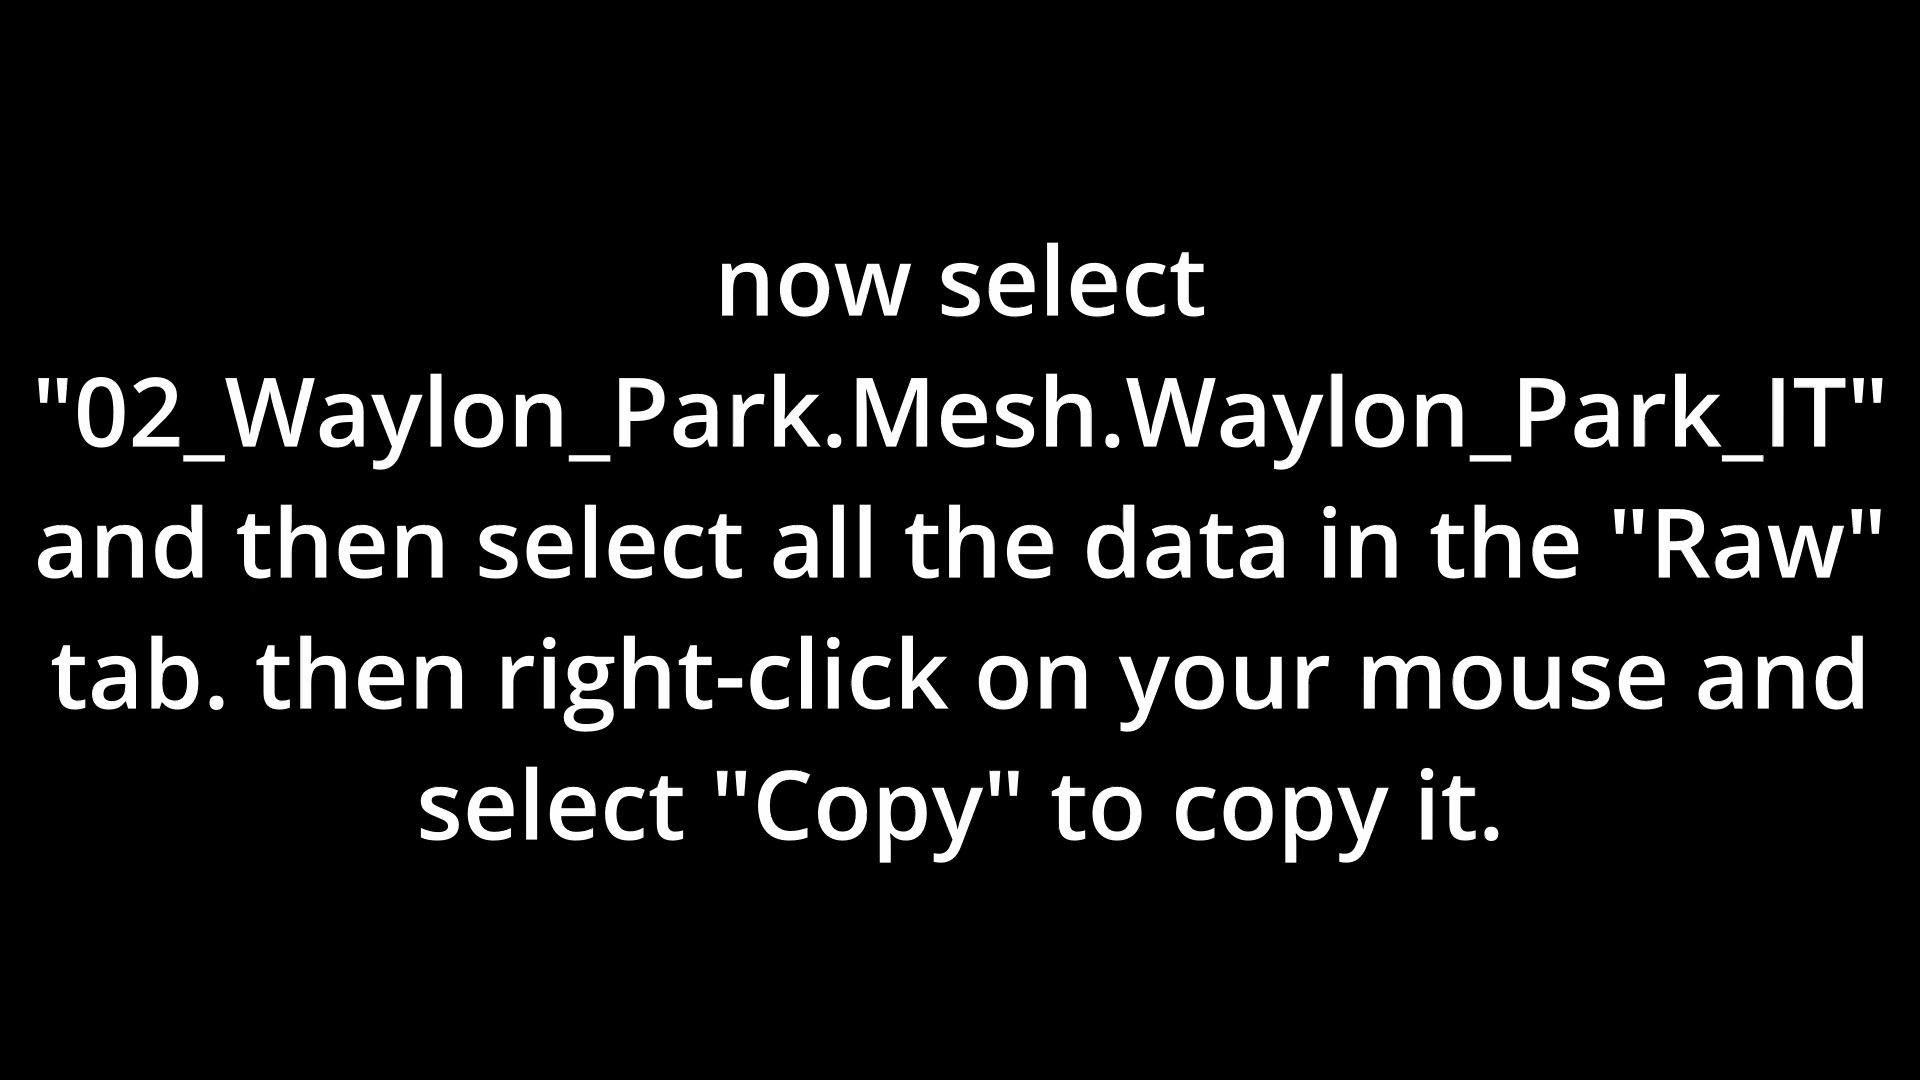 now select
"02_Waylon_Park.Mesh.Waylon_Park_IT"
and then select all the data in the "Raw"
tab. then right-click on your mouse and
select "Copy" to copy it.